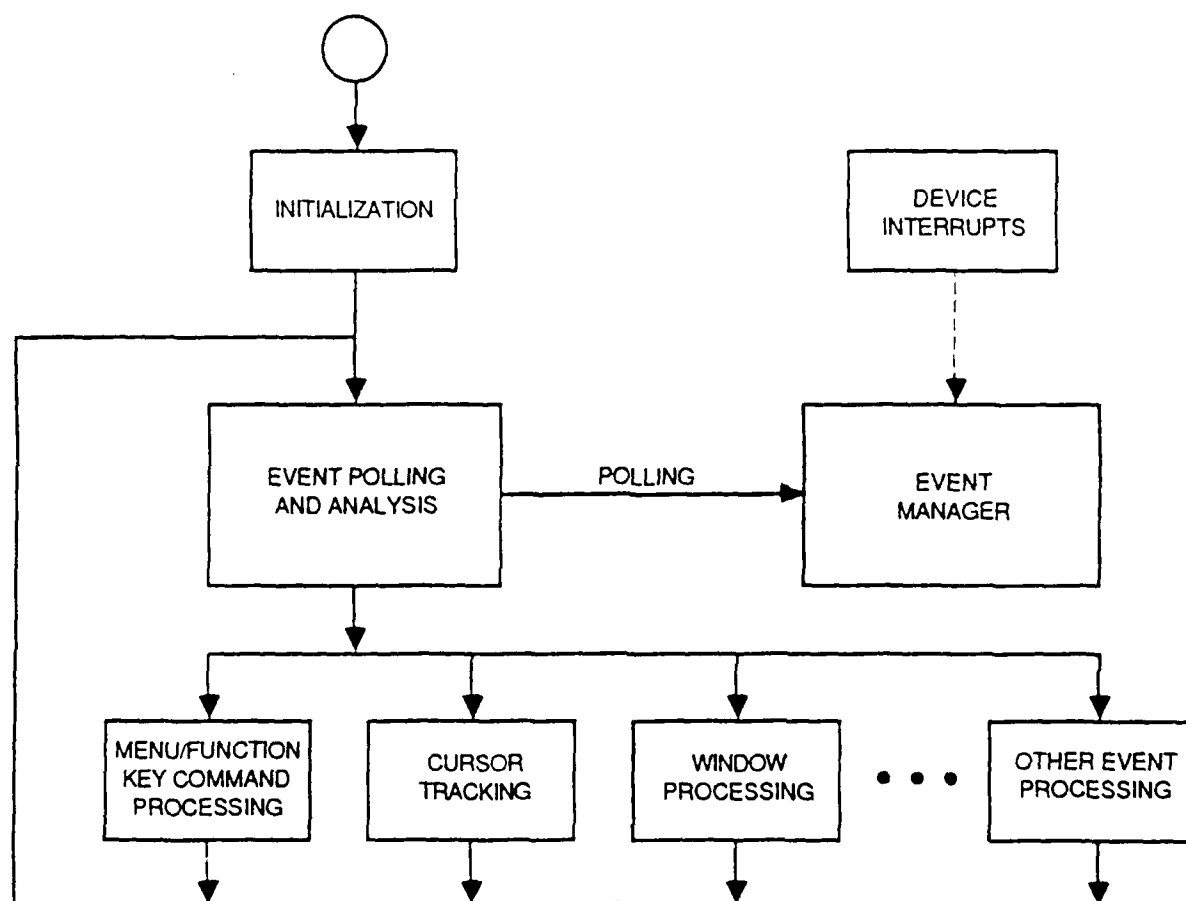 INITIALIZATION
DEVICE
INTERRUPTS
EVENT POLLING
AND ANALYSIS
POLLING
EVENT
MANAGER
MENU/FUNCTION
KEY COMMAND
PROCESSING
CURSOR
TRACKING
WINDOW
PROCESSING
OTHER EVENT
PROCESSING